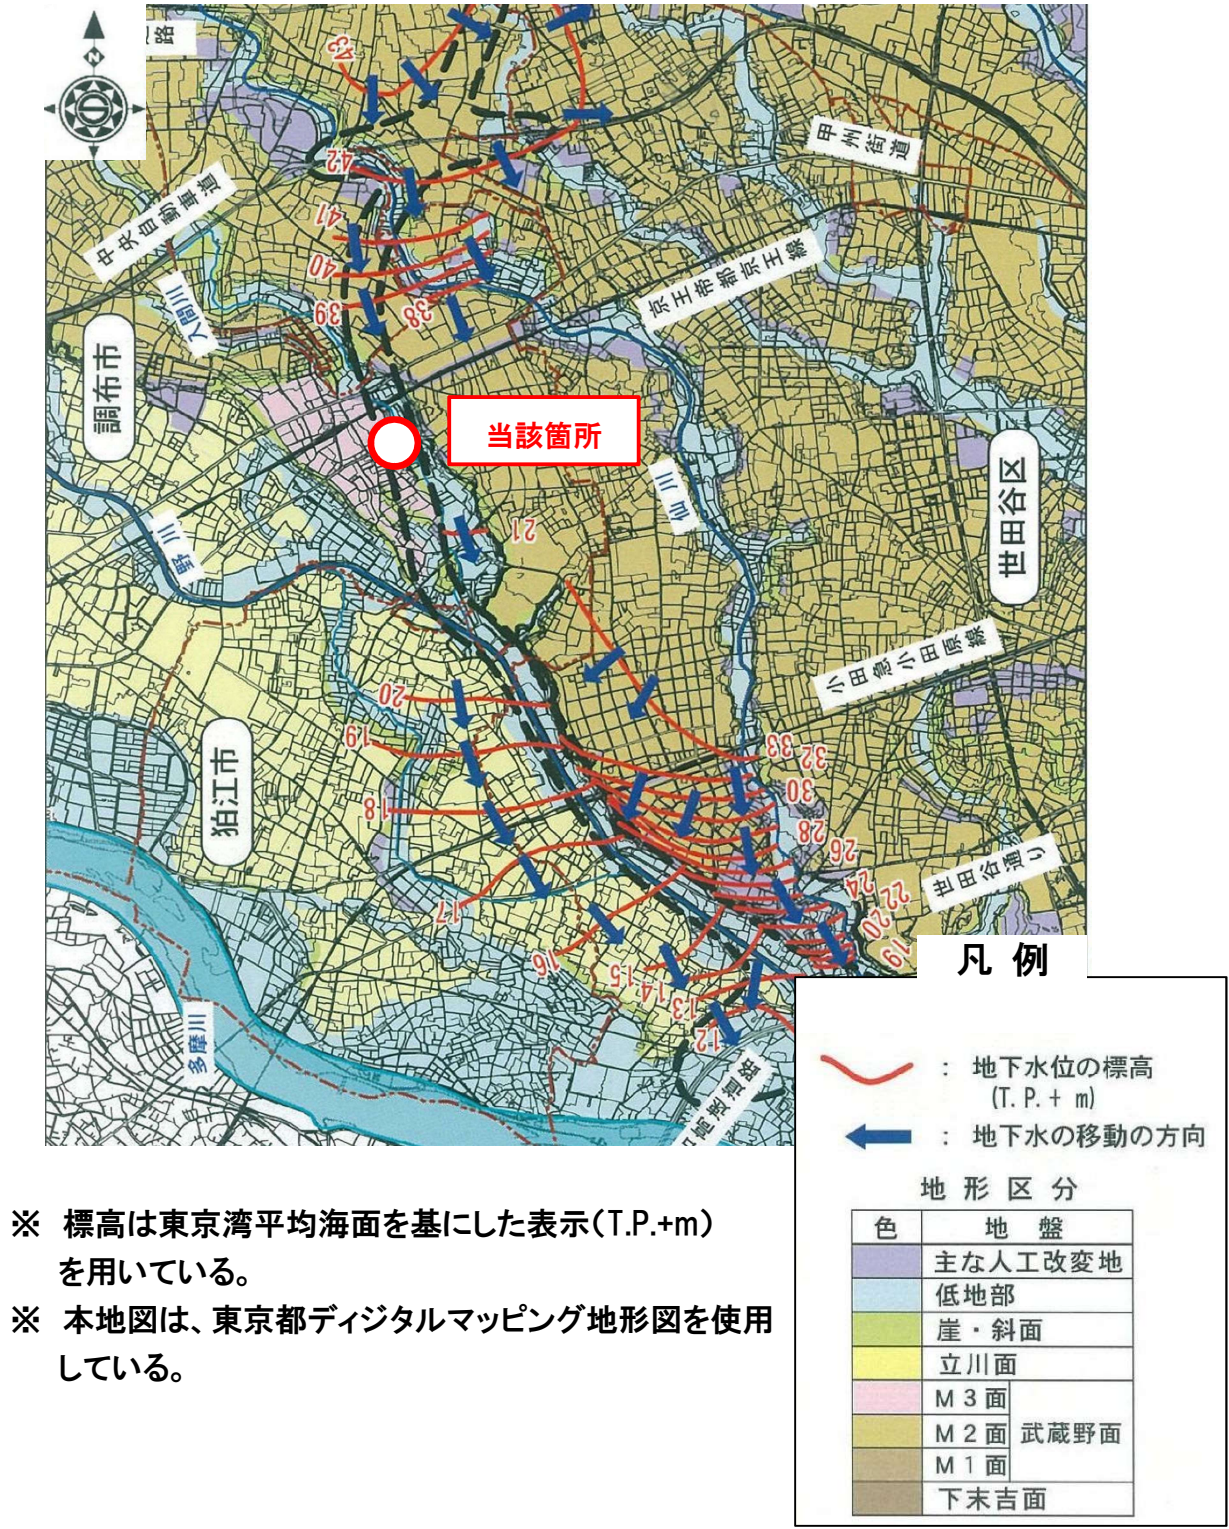 N
路
43
甲州街道
42
中央自動車道
41
40
京王帝都京王線
39
38
入間川
調布市
当該箇所
世田谷区
仙川
野川
21
小田急小田原線
20
19
33
32
狛江市
30
18
28
26
世田谷通り
24
17
22
20
19
16
15
14
13
12
多摩川
道路
凡 例
: 地下水位の標高
(T.P.+ m)
: 地下水の移動の方向
地形区分
色 地盤
主な人工改変地
低地部
崖・斜面
立川面
M3面
M2面 武蔵野面
M1面
下末吉面
※ 標高は東京湾平均海面を基にした表示(T.P.+m)
を用いている。
※ 本地図は、東京都ディジタルマッピング地形図を使用
している。